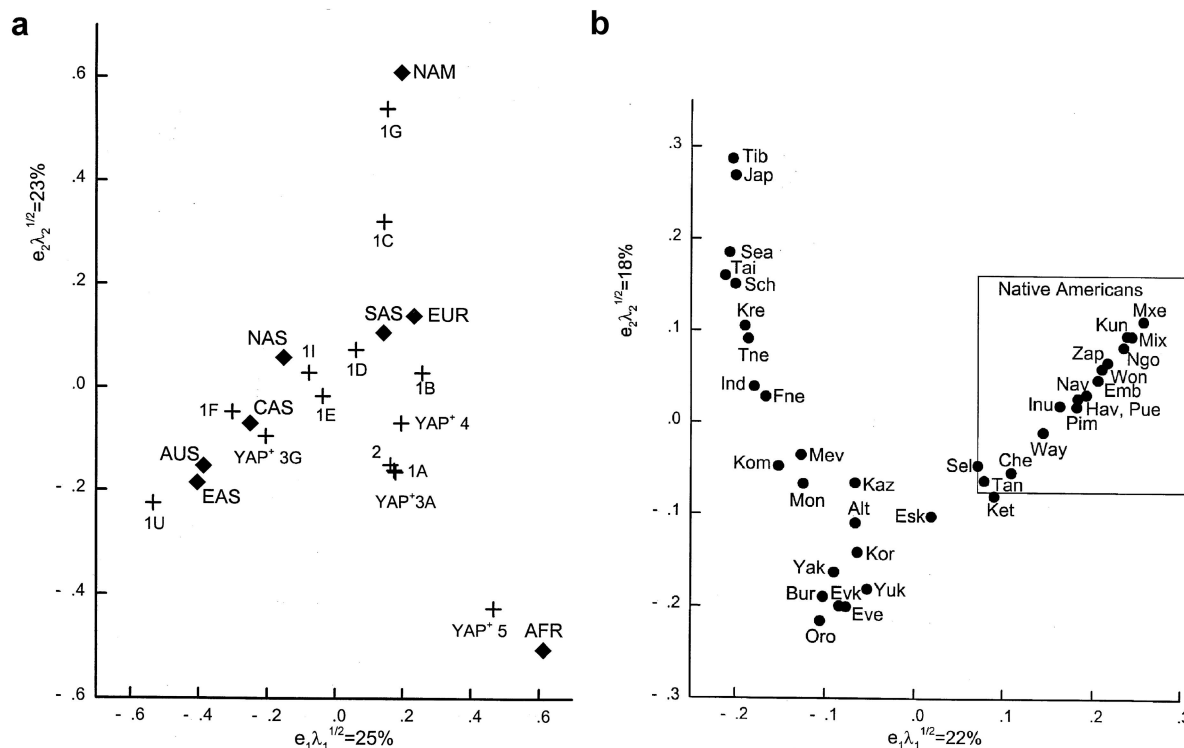 a
b
.6
.4
.2
.0
- .2
- .4
- .6
e₂λ₂^1/2=23%
NAM
1G
1C
SAS
EUR
NAS
1I
1D
1B
1F
CAS
1E
YAP⁺ 3G
YAP⁺ 4
AUS
2
1A
EAS
YAP⁺3A
1U
YAP⁺ 5
AFR
- .6
- .4
- .2
.0
.2
.4
.6
e₁λ₁^1/2=25%
.3
.2
.1
.0
- .1
- .2
- .3
e₂λ₂^1/2=18%
Tib
Jap
Sea
Tai
Sch
Native Americans
Kre
Mxe
Kun
Mix
Tne
Ngo
Zap
Won
Ind
Fne
Nav
Emb
Inu
Hav, Pue
Pim
Way
Kom
Mev
Sel
Che
Mon
Kaz
Tan
Alt
Esk
Ket
Kor
Yak
Bur
Evk
Yuk
Eve
Oro
- .2
- .1
0.0
.1
.2
.3
e₁λ₁^1/2=22%